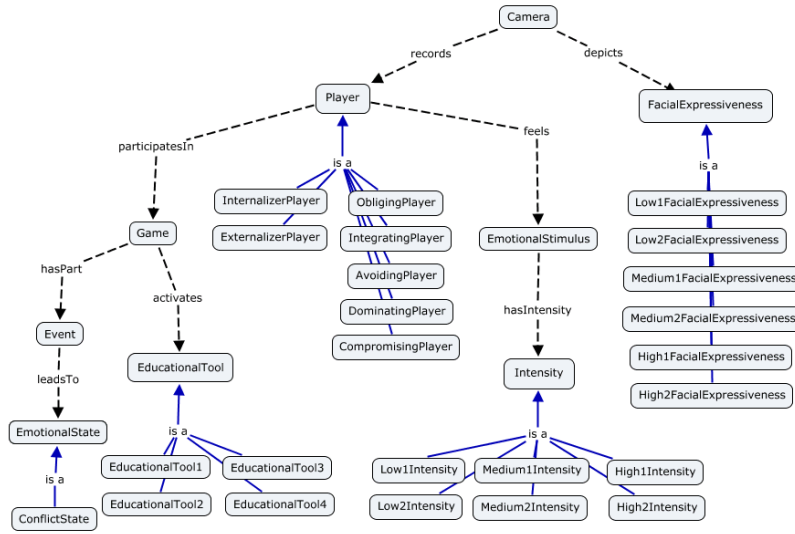 Camera
records
depicts
Player
FacialExpressiveness
participatesIn
feels
is a
is a
InternalizerPlayer
ObligingPlayer
Low1FacialExpressiveness
Game
ExternalizerPlayer
IntegratingPlayer
EmotionalStimulus
Low2FacialExpressiveness
hasPart
AvoidingPlayer
Medium1FacialExpressiveness
activates
DominatingPlayer
hasIntensity
Medium2FacialExpressiveness
Event
CompromisingPlayer
High1FacialExpressiveness
leadsTo
EducationalTool
Intensity
High2FacialExpressiveness
EmotionalState
is a
is a
EducationalTool1
EducationalTool3
Low1Intensity
Medium1Intensity
High1Intensity
is a
EducationalTool2
EducationalTool4
Low2Intensity
Medium2Intensity
High2Intensity
ConflictState